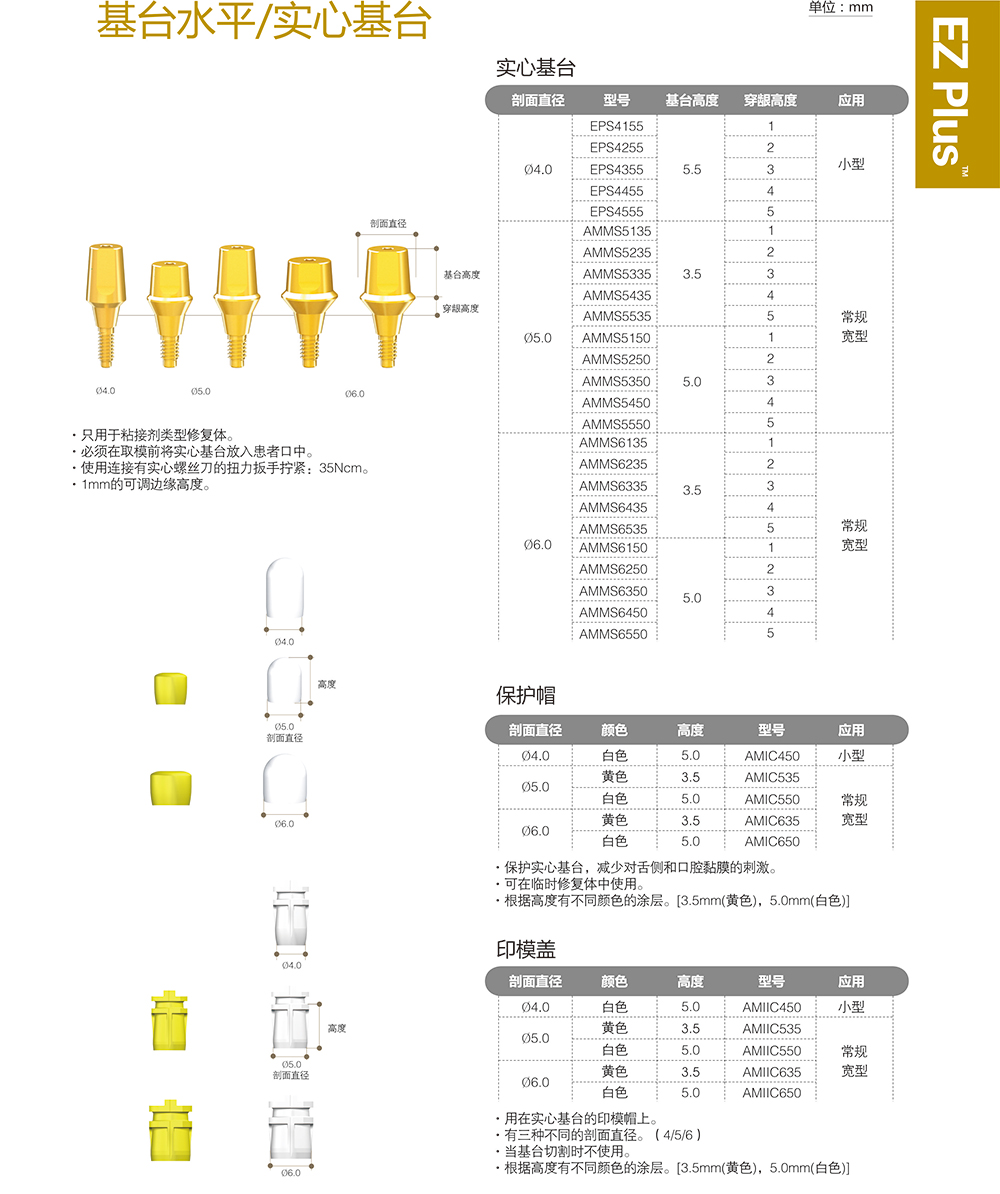 基台水平/实心基台
单位：mm
EZ Plus™
剖面直径
基台高度
穿龈高度
Ø4.0 Ø5.0 Ø6.0
·只用于粘接剂类型修复体。
·必须在取模前将实心基台放入患者口中。
·使用连接有实心螺丝刀的扭力扳手拧紧；35Ncm。
·1mm的可调边缘高度。
实心基台
剖面直径 型号 基台高度 穿龈高度 应用
Ø4.0 EPS4155 5.5 1 小型
EPS4255 2
EPS4355 3
EPS4455 4
EPS4555 5
Ø5.0 AMMS5135 3.5 1 常规
宽型
AMMS5235 2
AMMS5335 3
AMMS5435 4
AMMS5535 5
AMMS5150 5.0 1
AMMS5250 2
AMMS5350 3
AMMS5450 4
AMMS5550 5
Ø6.0 AMMS6135 3.5 1 常规
宽型
AMMS6235 2
AMMS6335 3
AMMS6435 4
AMMS6535 5
AMMS6150 5.0 1
AMMS6250 2
AMMS6350 3
AMMS6450 4
AMMS6550 5
Ø4.0
高度
Ø5.0
剖面直径
Ø6.0
保护帽
剖面直径 颜色 高度 型号 应用
Ø4.0 白色 5.0 AMIC450 小型
Ø5.0 黄色 3.5 AMIC535 常规
宽型
白色 5.0 AMIC550
Ø6.0 黄色 3.5 AMIC635
白色 5.0 AMIC650
·保护实心基台，减少对舌侧和口腔黏膜的刺激。
·可在临时修复体中使用。
·根据高度有不同颜色的涂层。[3.5mm(黄色)，5.0mm(白色)]
Ø4.0
高度
Ø5.0
剖面直径
Ø6.0
印模盖
剖面直径 颜色 高度 型号 应用
Ø4.0 白色 5.0 AMIIC450 小型
Ø5.0 黄色 3.5 AMIIC535 常规
宽型
白色 5.0 AMIIC550
Ø6.0 黄色 3.5 AMIIC635
白色 5.0 AMIIC650
·用在实心基台的印模帽上。
·有三种不同的剖面直径。（4/5/6）
·当基台切割时不使用。
·根据高度有不同颜色的涂层。[3.5mm(黄色)，5.0mm(白色)]